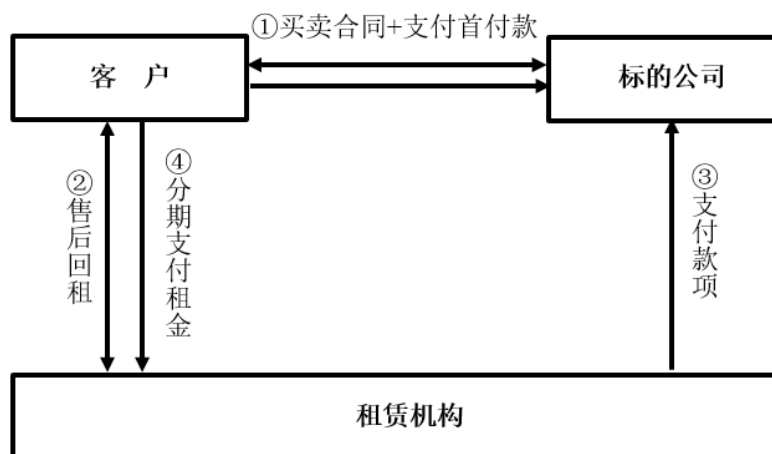 ①买卖合同+支付首付款
客 户
标的公司
②售后回租
④分期支付租金
③支付款项
租赁机构